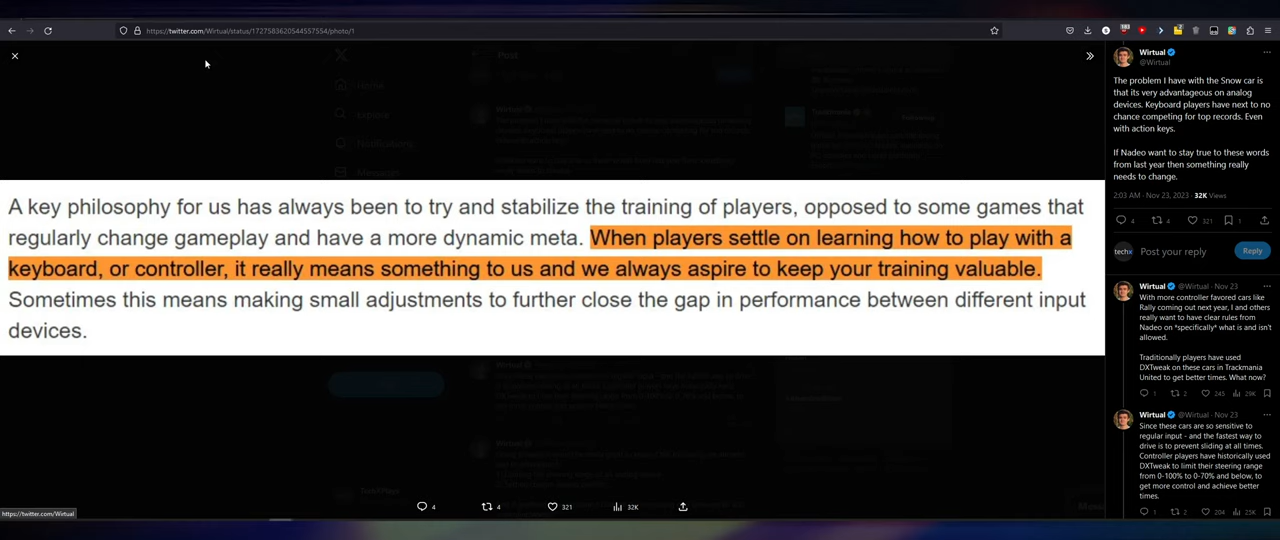 https://twitter.com/Wirtual/status/1727583620544557554/photo/1
Post
Home
Explore
Notifications
Messages
Following
A key philosophy for us has always been to try and stabilize the training of players, opposed to some games that
regularly change gameplay and have a more dynamic meta. When players settle on learning how to play with a
keyboard, or controller, it really means something to us and we always aspire to keep your training valuable.
Sometimes this means making small adjustments to further close the gap in performance between different input
devices.
4
4
321
32K
https://twitter.com/Wirtual
Wirtual
@Wirtual
The problem I have with the Snow car is
that its very advantageous on analog
devices. Keyboard players have next to no
chance competing for top records. Even
with action keys.
If Nadeo want to stay true to these words
from last year then something really
needs to change.
2:03 AM · Nov 23, 2023 · 32K Views
4
4
321
1
techx
Post your reply
Reply
Wirtual @Wirtual · Nov 23
With more controller favored cars like
Rally coming out next year, I and others
really want to have clear rules from
Nadeo on *specifically* what is and isn't
allowed.
Traditionally players have used
DXTweak on these cars in Trackmania
United to get better times. What now?
1
2
245
29K
Wirtual @Wirtual · Nov 23
Since these cars are so sensitive to
regular input - and the fastest way to
drive is to prevent sliding at all times.
Controller players have historically used
DXTweak to limit their steering range
from 0-100% to 0-70% and below, to
get more control and achieve better
times.
1
2
204
25K